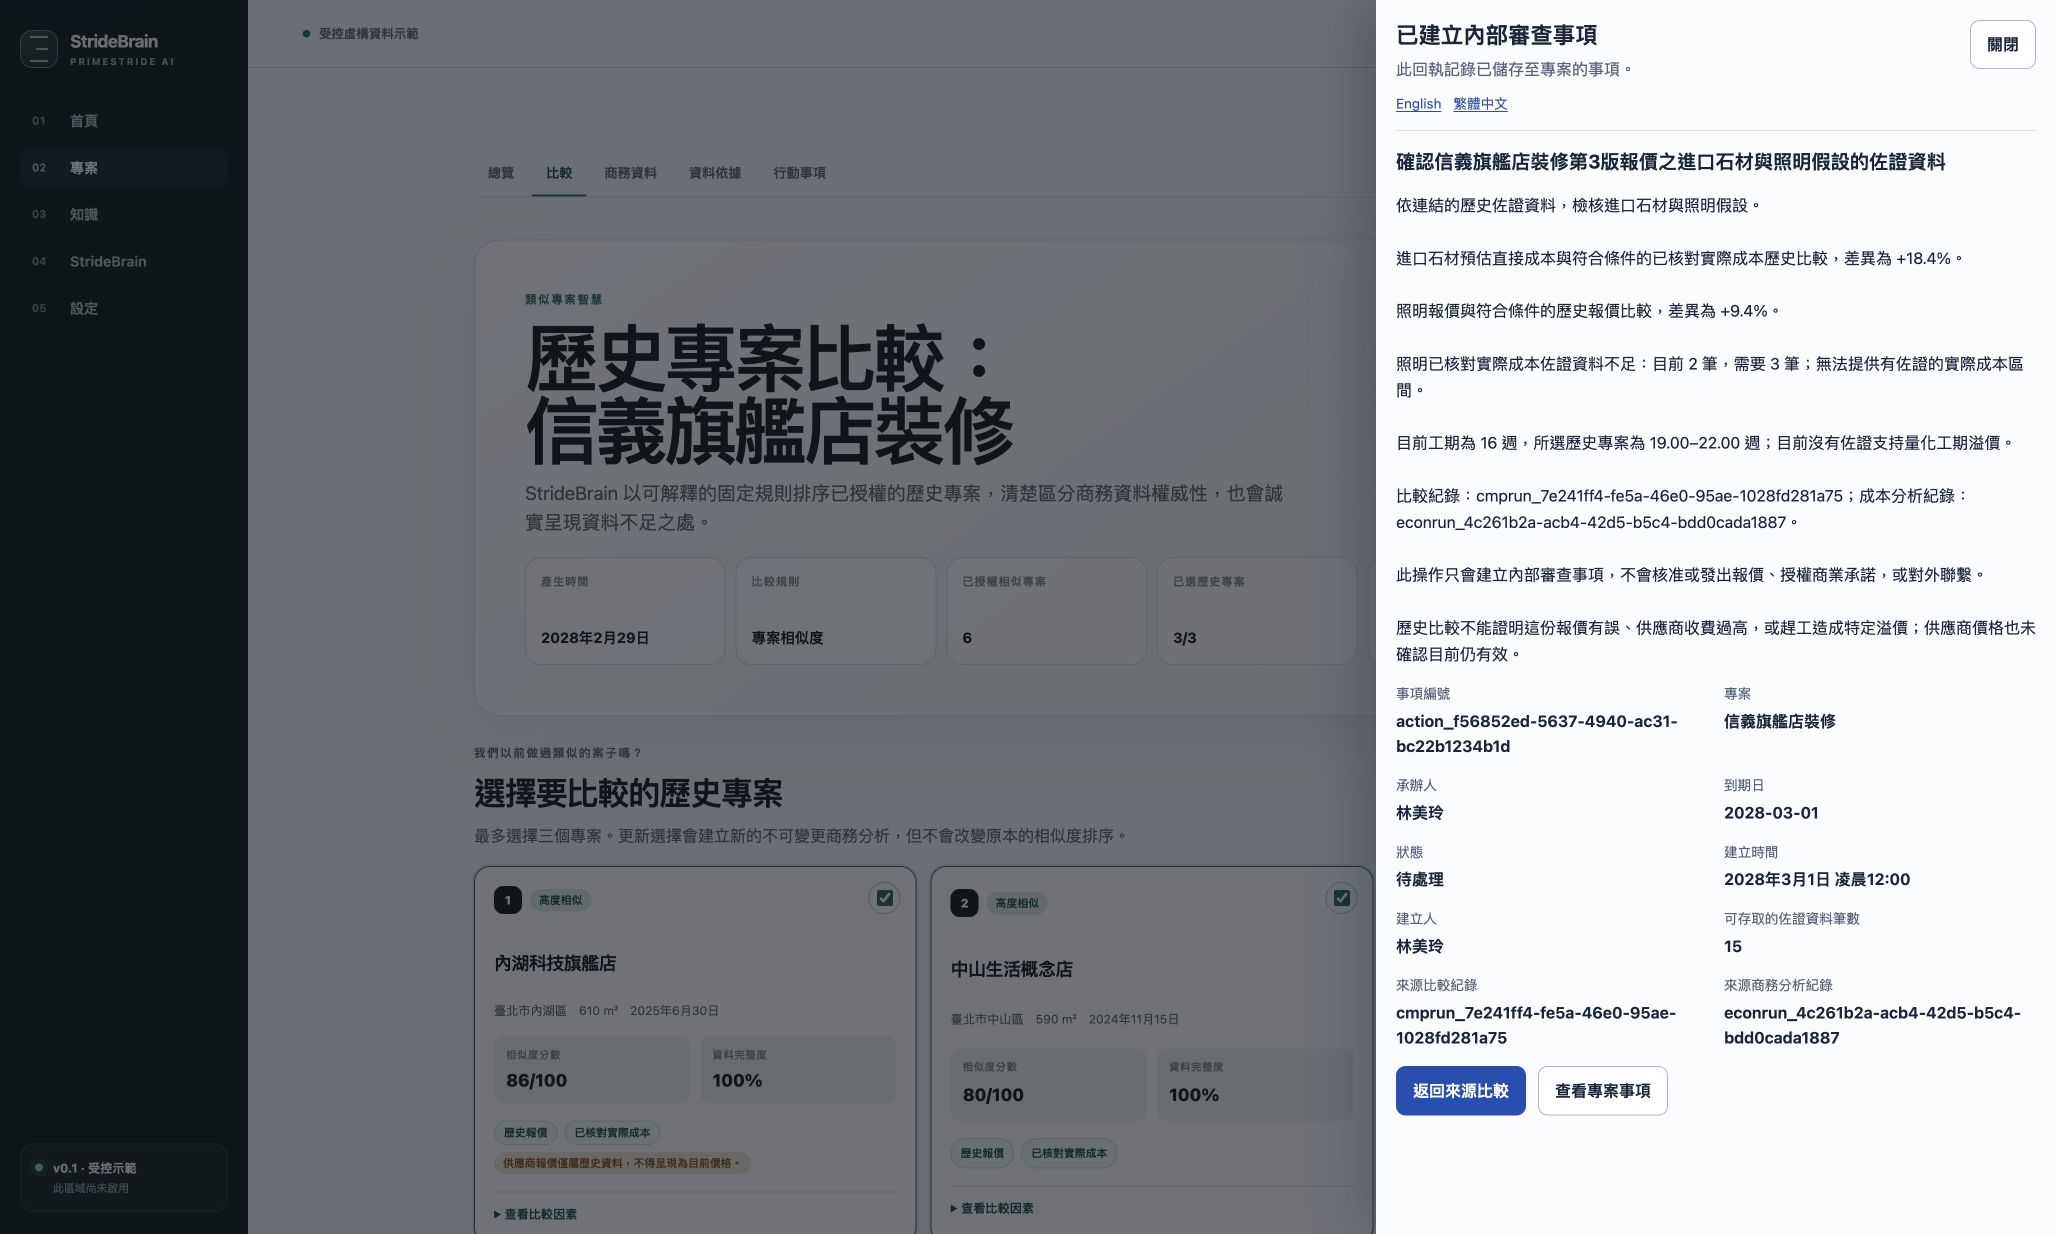 StrideBrain
PRIMESTRIDE AI
01 首頁
02 專案
03 知識
04 StrideBrain
05 設定
v0.1 · 受控示範
此區域尚未啟用
受控虛構資料示範
總覽 比較 商務資料 資料依據 行動事項
類似專案智慧
歷史專案比較：
信義旗艦店裝修
StrideBrain 以可解釋的固定規則排序已授權的歷史專案，清楚區分商務資料權威性，也會誠
實呈現資料不足之處。
產生時間
2028年2月29日
比較規則
專案相似度
已授權相似專案
6
已選歷史專案
3/3
我們以前做過類似的案子嗎？
選擇要比較的歷史專案
最多選擇三個專案。更新選擇會建立新的不可變更商務分析，但不會改變原本的相似度排序。
1 高度相似
內湖科技旗艦店
臺北市內湖區 610 m² 2025年6月30日
相似度分數
86/100
資料完整度
100%
歷史報價 已核對實際成本
供應商報價僅屬歷史資料，不得呈現為目前價格。
查看比較因素
2 高度相似
中山生活概念店
臺北市中山區 590 m² 2024年11月15日
相似度分數
80/100
資料完整度
100%
歷史報價 已核對實際成本
查看比較因素
已建立內部審查事項
此回執記錄已儲存至專案的事項。
關閉
English 繁體中文
確認信義旗艦店裝修第3版報價之進口石材與照明假設的佐證資料
依連結的歷史佐證資料，檢核進口石材與照明假設。
進口石材預估直接成本與符合條件的已核對實際成本歷史比較，差異為 +18.4%。
照明報價與符合條件的歷史報價比較，差異為 +9.4%。
照明已核對實際成本佐證資料不足：目前 2 筆，需要 3 筆；無法提供有佐證的實際成本區
間。
目前工期為 16 週，所選歷史專案為 19.00–22.00 週；目前沒有佐證支持量化工期溢價。
比較紀錄：cmprun_7e241ff4-fe5a-46e0-95ae-1028fd281a75；成本分析紀錄：
econrun_4c261b2a-acb4-42d5-b5c4-bdd0cada1887。
此操作只會建立內部審查事項，不會核准或發出報價、授權商業承諾，或對外聯繫。
歷史比較不能證明這份報價有誤、供應商收費過高，或趕工造成特定溢價；供應商價格也未
確認目前仍有效。
事項編號
action_f56852ed-5637-4940-ac31-
bc22b1234b1d
專案
信義旗艦店裝修
承辦人
林美玲
到期日
2028-03-01
狀態
待處理
建立時間
2028年3月1日 凌晨12:00
建立人
林美玲
可存取的佐證資料筆數
15
來源比較紀錄
cmprun_7e241ff4-fe5a-46e0-95ae-
1028fd281a75
來源商務分析紀錄
econrun_4c261b2a-acb4-42d5-b5c4-
bdd0cada1887
返回來源比較
查看專案事項